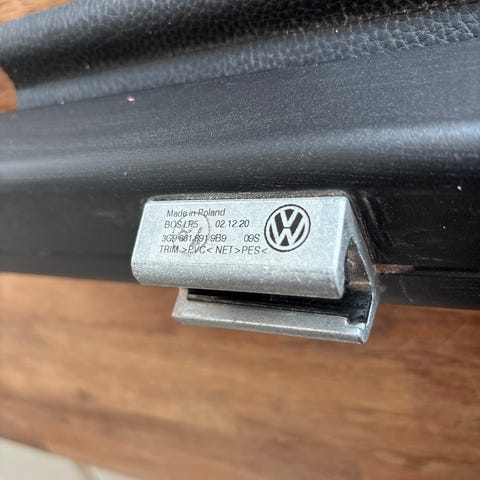 Made in Poland
BOS LR5 02.12.20
3G9 861 691 9B9 09S
TRIM >PVC< NET >PES<